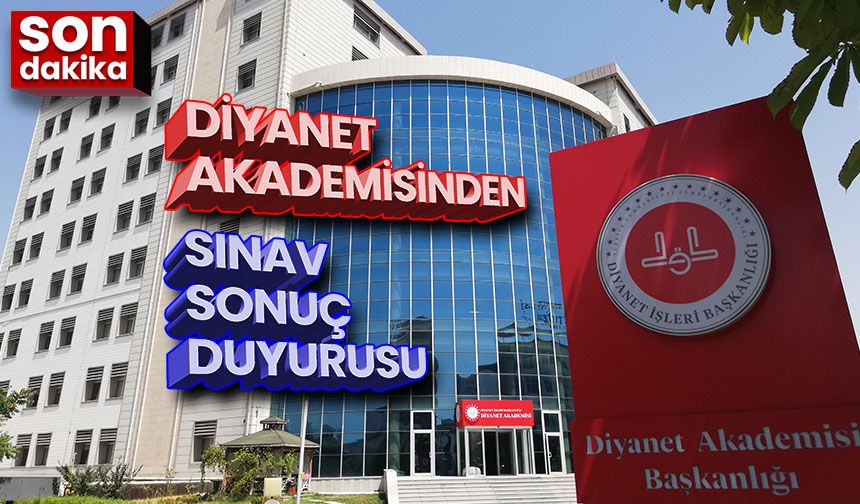 son
dakika
DİYANET
AKADEMİSİNDEN
SINAV
SONUÇ
DUYURUSU
DİYANET İŞLERİ BAŞKANLIĞI
Diyanet Akademisi
Başkanlığı
DİYANET AKADEMİSİ